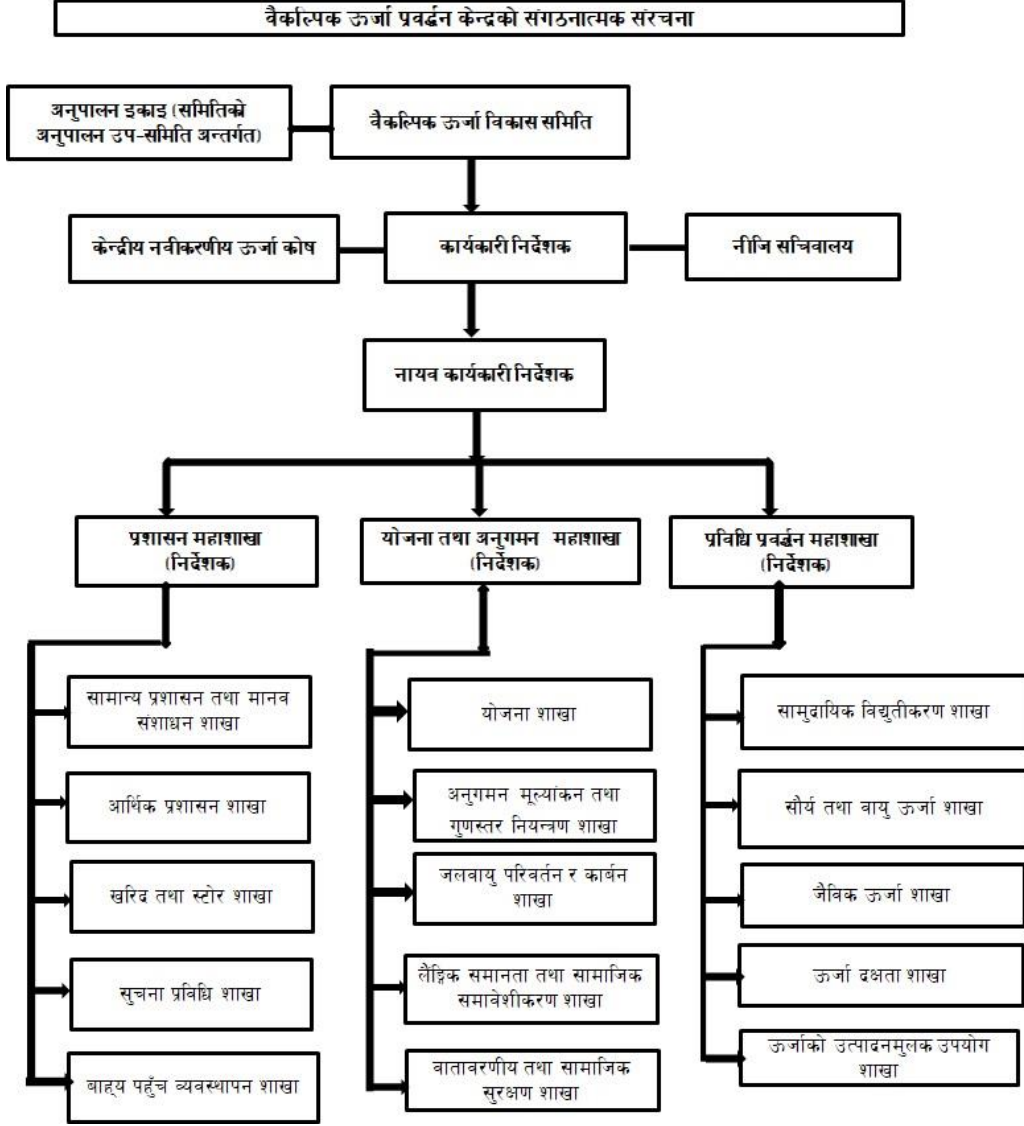 वैकल्पिक ऊर्जा प्रवर्द्धन केन्द्रको संगठनात्मक संरचना
अनुपालन इकाइ (समितिको
अनुपालन उप-समिति अन्तर्गत)
वैकल्पिक ऊर्जा विकास समिति
केन्द्रीय नवीकरणीय ऊर्जा कोष
कार्यकारी निर्देशक
नीजि सचिवालय
नायव कार्यकारी निर्देशक
प्रशासन महाशाखा
(निर्देशक)
योजना तथा अनुगमन महाशाखा
(निर्देशक)
प्रविधि प्रवर्द्धन महाशाखा
(निर्देशक)
सामान्य प्रशासन तथा मानव
संशाधन शाखा
आर्थिक प्रशासन शाखा
खरिद तथा स्टोर शाखा
सुचना प्रविधि शाखा
बाह्य पहुँच व्यवस्थापन शाखा
योजना शाखा
अनुगमन मूल्यांकन तथा
गुणस्तर नियन्त्रण शाखा
जलवायु परिवर्तन र कार्बन
शाखा
लैङ्गिक समानता तथा सामाजिक
समावेशीकरण शाखा
वातावरणीय तथा सामाजिक
सुरक्षण शाखा
सामुदायिक विद्युतीकरण शाखा
सौर्य तथा वायु ऊर्जा शाखा
जैविक ऊर्जा शाखा
ऊर्जा दक्षता शाखा
ऊर्जाको उत्पादनमुलक उपयोग
शाखा